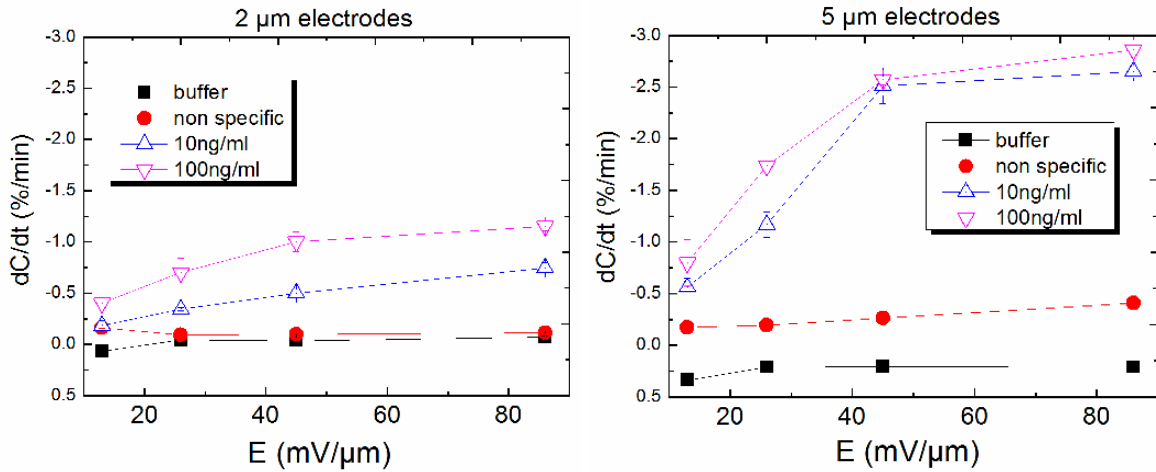 2 µm electrodes
-3.0
-2.5
-2.0
-1.5
-1.0
-0.5
0.0
0.5
dC/dt (%/min)
buffer
non specific
10ng/ml
100ng/ml
20
40
60
80
E (mV/µm)
5 µm electrodes
-3.0
-2.5
-2.0
-1.5
-1.0
-0.5
0.0
0.5
dC/dt (%/min)
buffer
non specific
10ng/ml
100ng/ml
20
40
60
80
E (mV/µm)